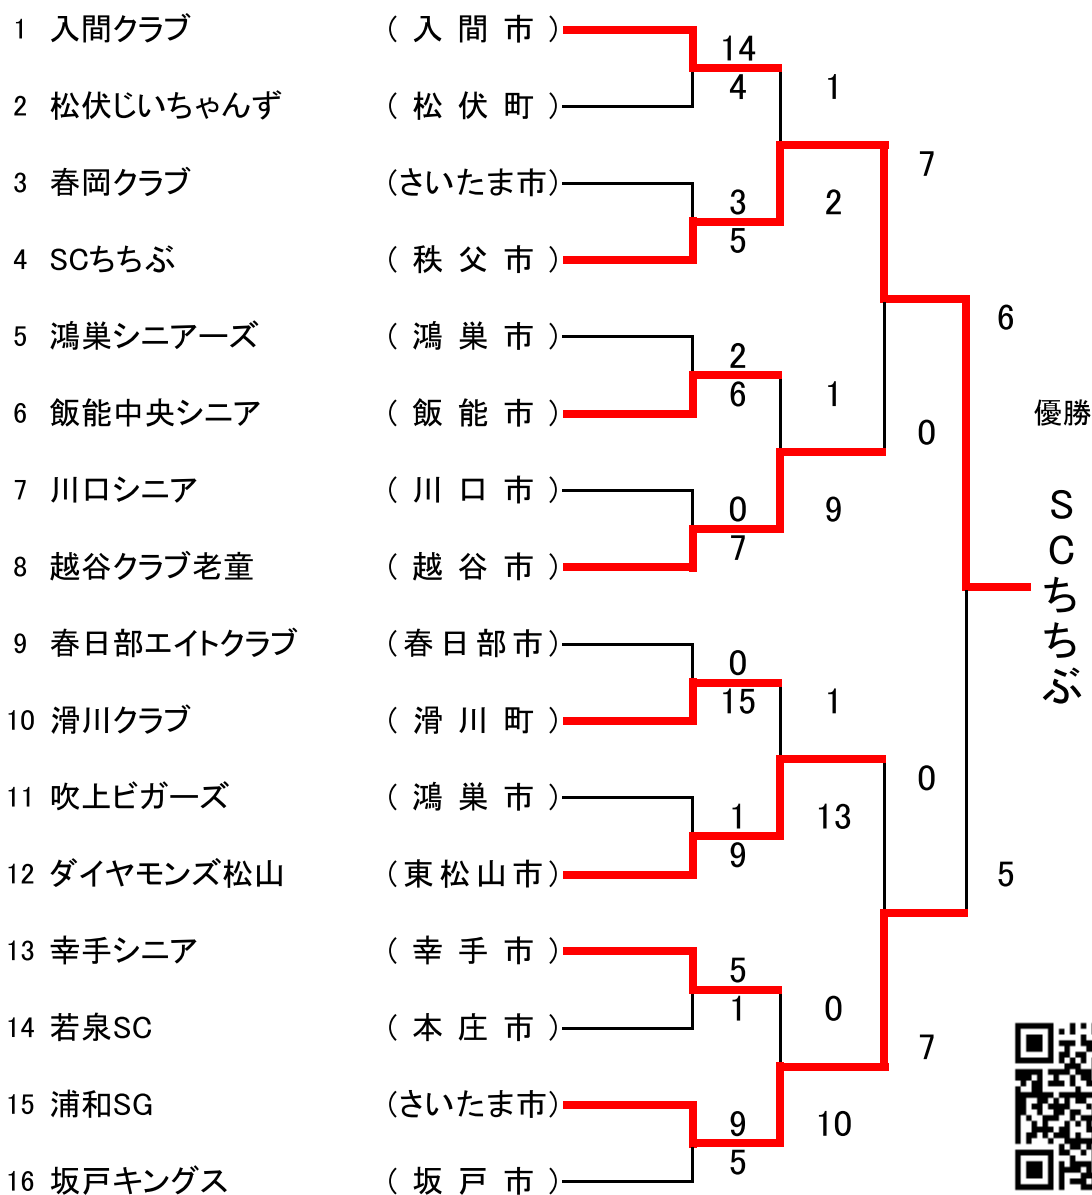 1 入間クラブ (入間市)
14
4
1
2 松伏じいちゃんず (松伏町)
7
3 春岡クラブ (さいたま市)
3
5
2
4 SCちちぶ (秩父市)
6
5 鴻巣シニアーズ (鴻巣市)
2
6
1
6 飯能中央シニア (飯能市)
優勝
0
7 川口シニア (川口市)
0
7
9
SCちちぶ
8 越谷クラブ老童 (越谷市)
9 春日部エイトクラブ (春日部市)
0
15
1
10 滑川クラブ (滑川町)
0
11 吹上ビガーズ (鴻巣市)
1
9
13
12 ダイヤモンズ松山 (東松山市)
5
13 幸手シニア (幸手市)
5
1
0
14 若泉SC (本庄市)
7
15 浦和SG (さいたま市)
9
5
10
16 坂戸キングス (坂戸市)